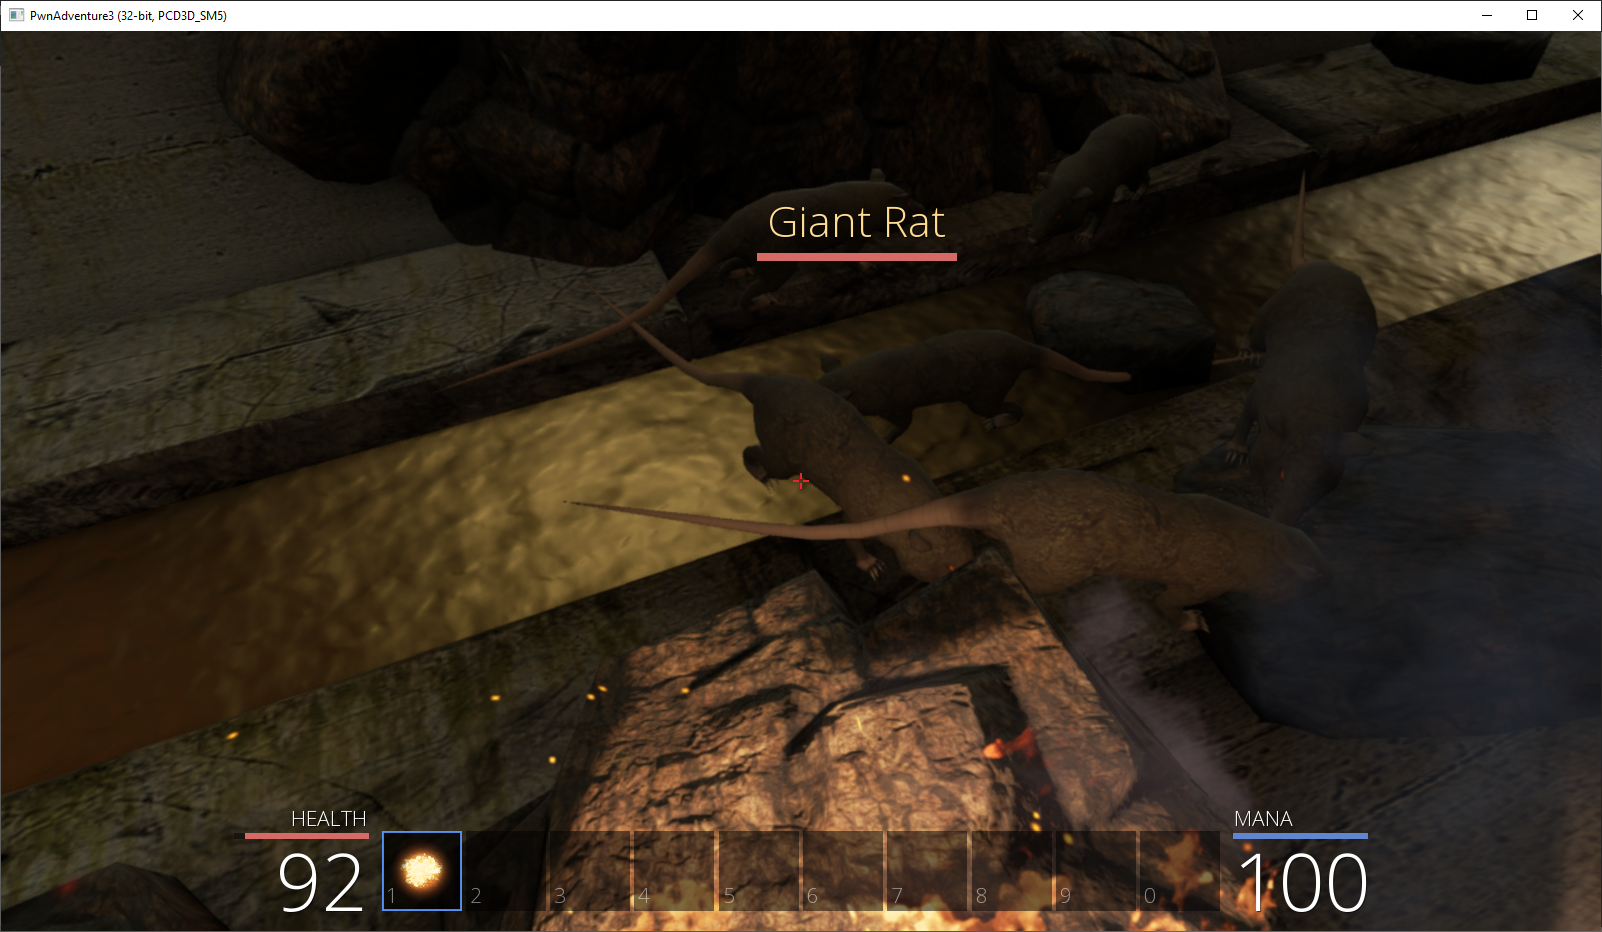 PwnAdventure3 (32-bit, PCD3D_SM5)
Giant Rat
HEALTH
92
1 2 3 4 5 6 7 8 9 0
MANA
100